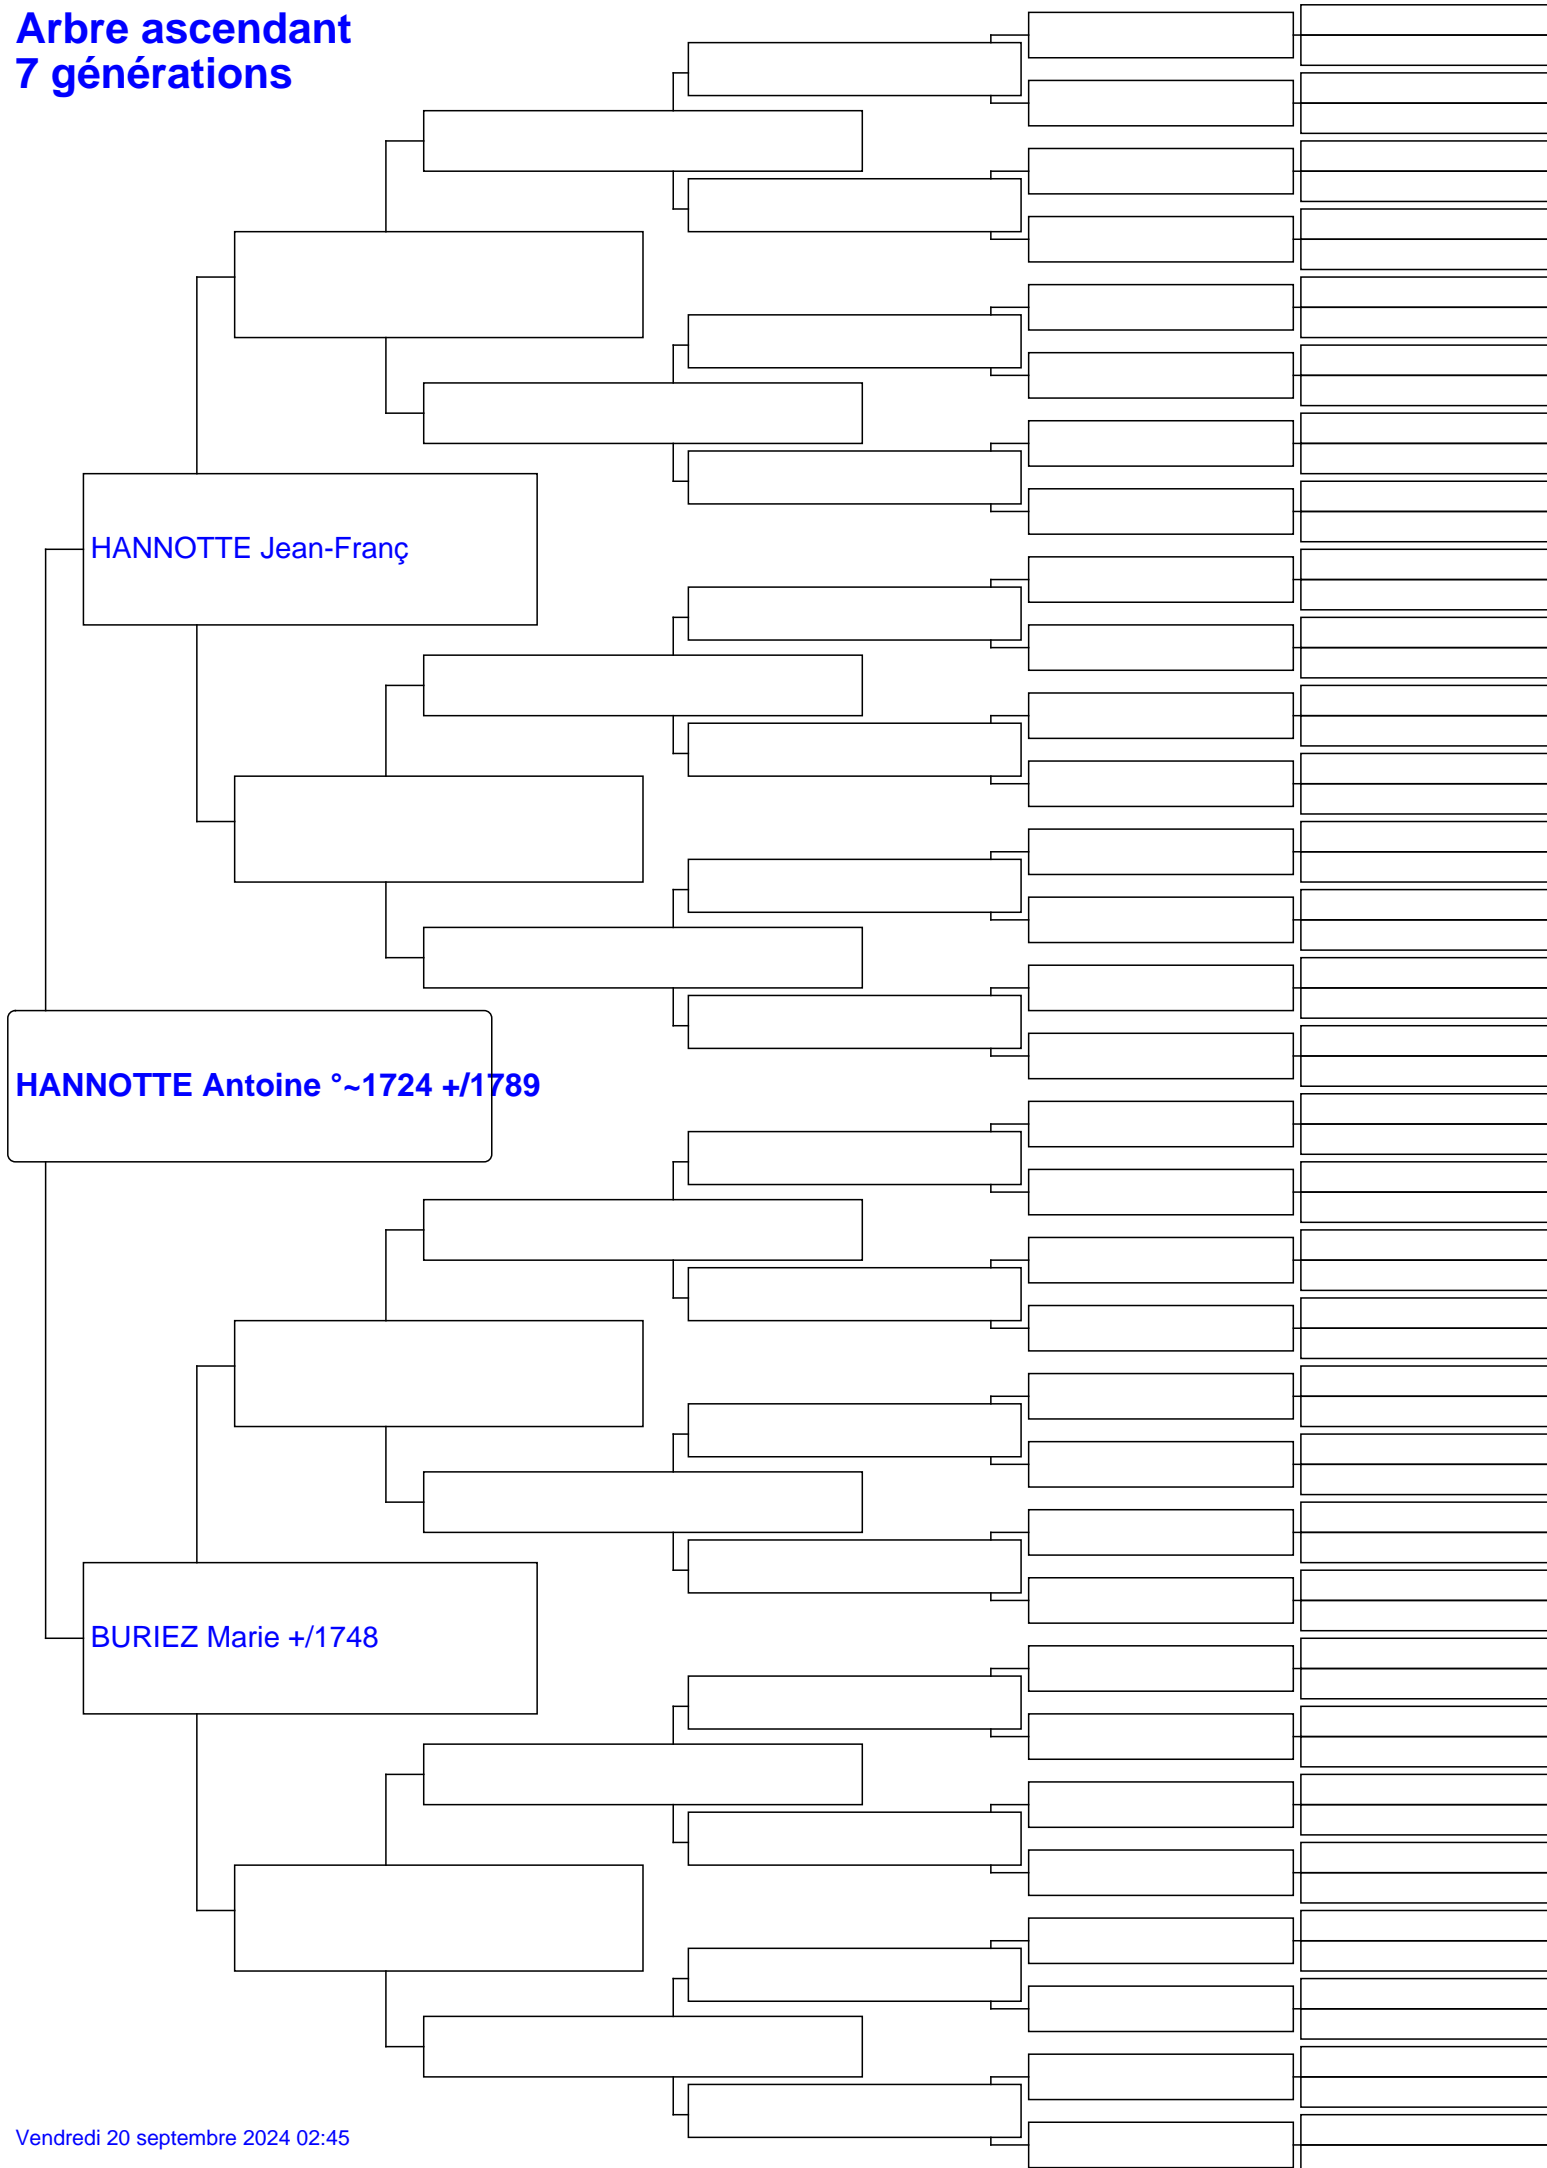 Arbre ascendant
7 générations
HANNOTTE Jean-Franç
HANNOTTE Antoine °~1724 +/1789
BURIEZ Marie +/1748
Vendredi 20 septembre 2024 02:45